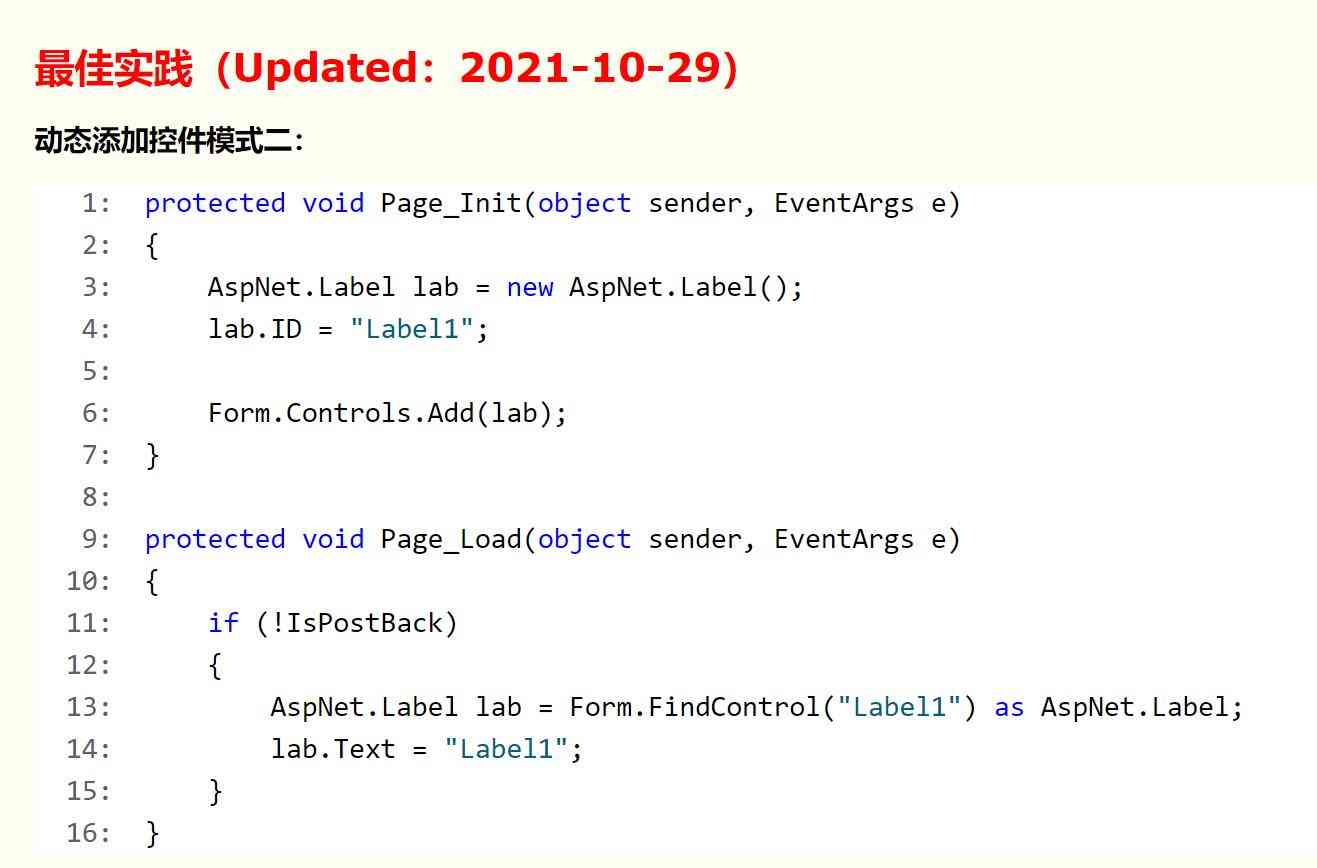 最佳实践（Updated：2021-10-29）
动态添加控件模式二：
1: protected void Page_Init(object sender, EventArgs e)
2: {
3:     AspNet.Label lab = new AspNet.Label();
4:     lab.ID = "Label1";
5:
6:     Form.Controls.Add(lab);
7: }
8:
9: protected void Page_Load(object sender, EventArgs e)
10: {
11:     if (!IsPostBack)
12:     {
13:         AspNet.Label lab = Form.FindControl("Label1") as AspNet.Label;
14:         lab.Text = "Label1";
15:     }
16: }